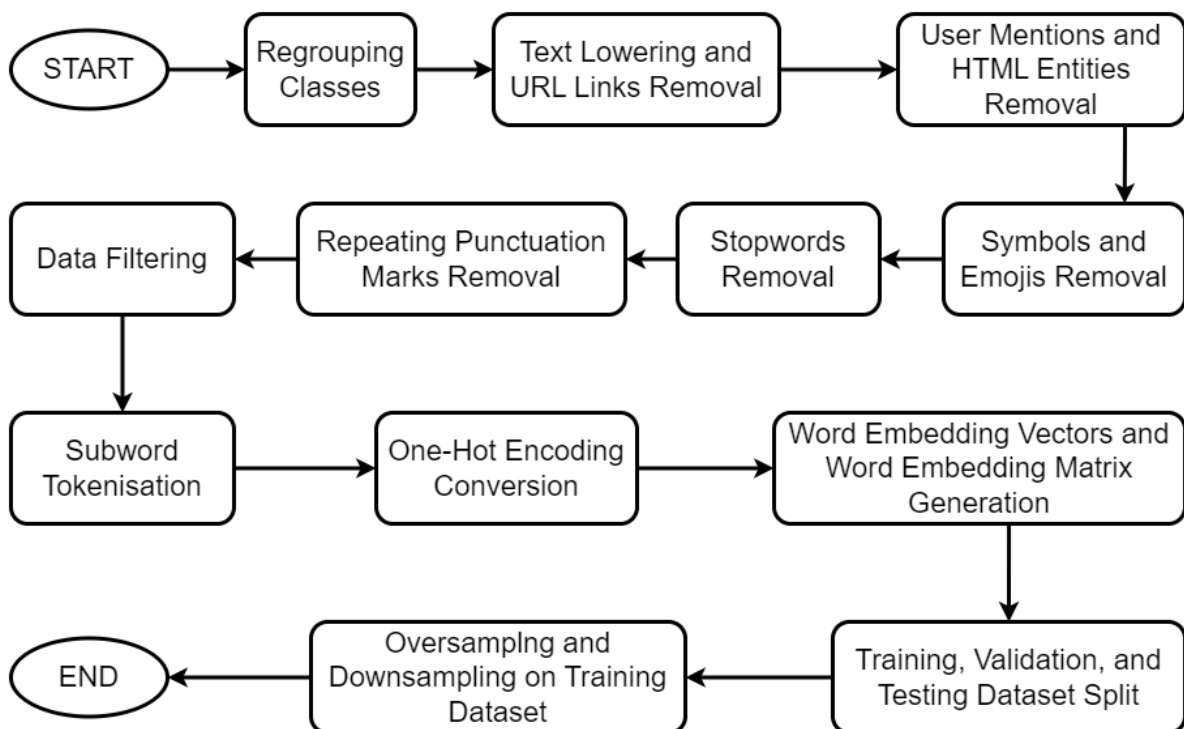 START
Regrouping
Classes
Text Lowering and
URL Links Removal
User Mentions and
HTML Entities
Removal
Symbols and
Emojis Removal
Stopwords
Removal
Repeating Punctuation
Marks Removal
Data Filtering
Subword
Tokenisation
One-Hot Encoding
Conversion
Word Embedding Vectors and
Word Embedding Matrix
Generation
Training, Validation, and
Testing Dataset Split
Oversamplng and
Downsampling on Training
Dataset
END